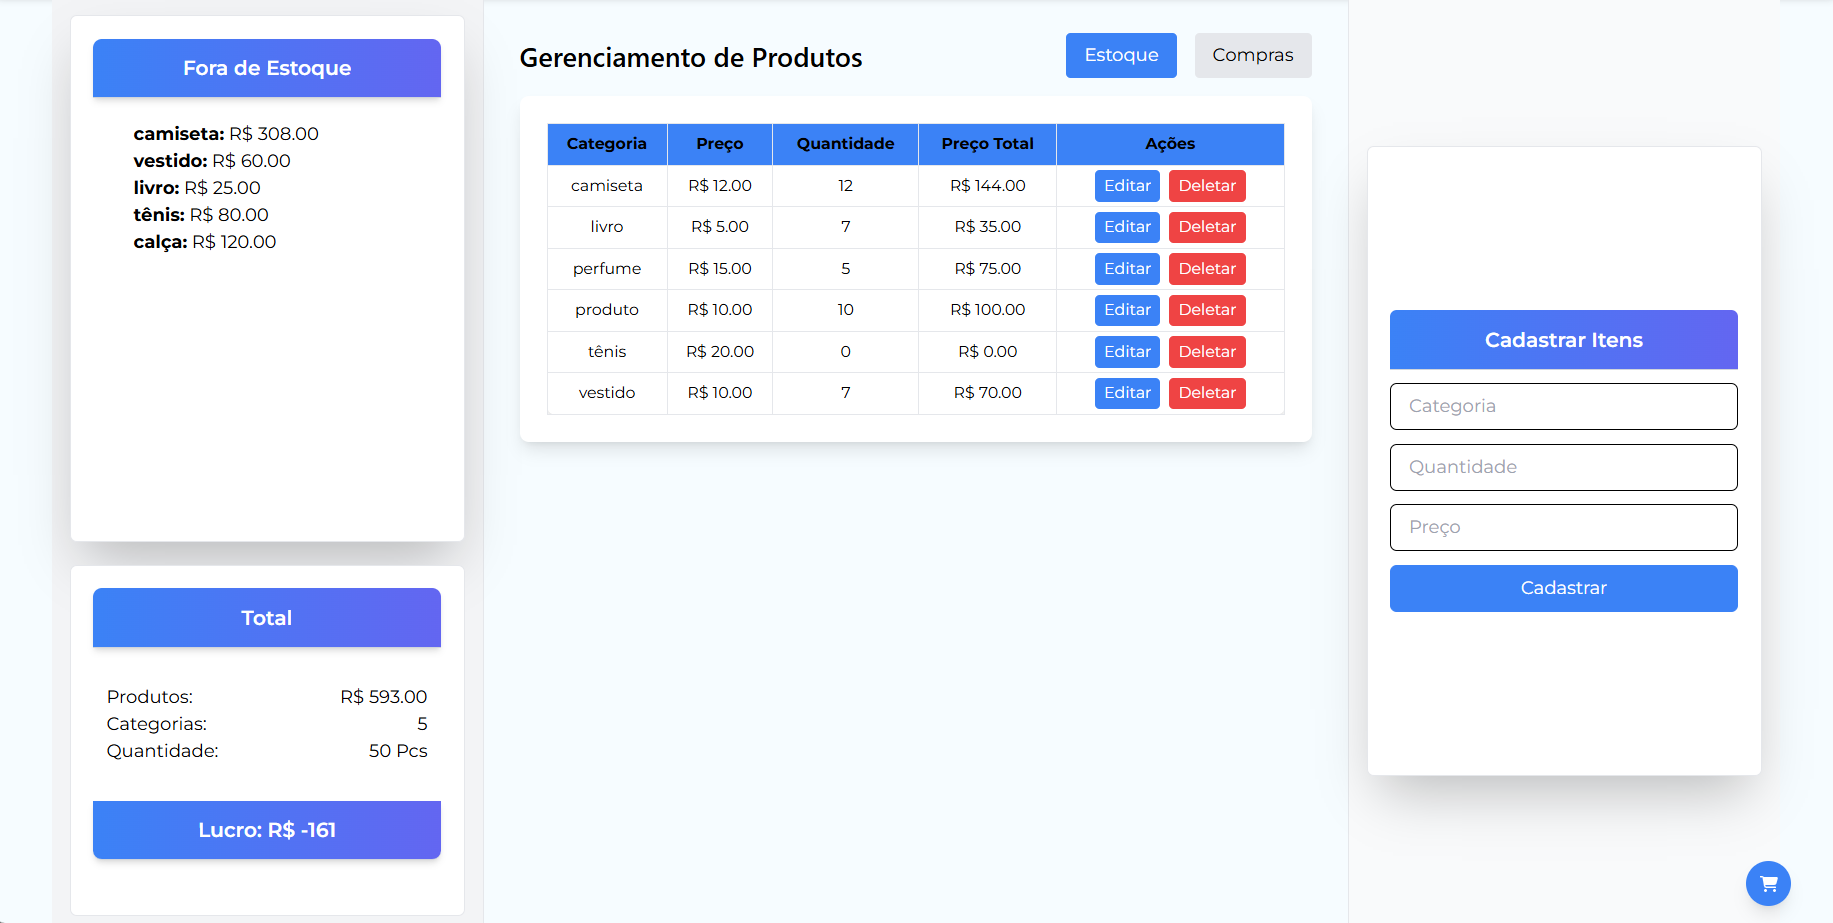 Fora de Estoque
camiseta: R$ 308.00
vestido: R$ 60.00
livro: R$ 25.00
tênis: R$ 80.00
calça: R$ 120.00
Total
Produtos: R$ 593.00
Categorias: 5
Quantidade: 50 Pcs
Lucro: R$ -161
Gerenciamento de Produtos
Estoque Compras
Categoria Preço Quantidade Preço Total Ações
camiseta R$ 12.00 12 R$ 144.00 Editar Deletar
livro R$ 5.00 7 R$ 35.00 Editar Deletar
perfume R$ 15.00 5 R$ 75.00 Editar Deletar
produto R$ 10.00 10 R$ 100.00 Editar Deletar
tênis R$ 20.00 0 R$ 0.00 Editar Deletar
vestido R$ 10.00 7 R$ 70.00 Editar Deletar
Cadastrar Itens
Categoria
Quantidade
Preço
Cadastrar